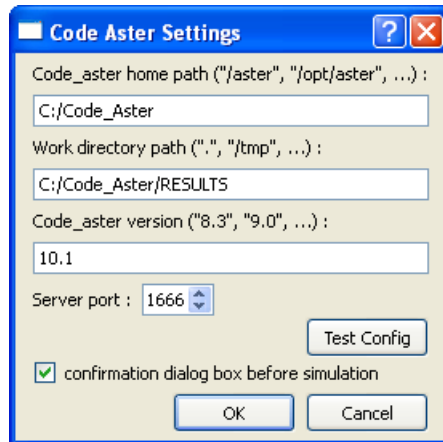 Code Aster Settings
Code_aster home path ("/aster", "/opt/aster", ...) :
C:/Code_Aster
Work directory path (".", "/tmp", ...) :
C:/Code_Aster/RESULTS
Code_aster version ("8.3", "9.0", ...) :
10.1
Server port : 1666
Test Config
confirmation dialog box before simulation
OK Cancel